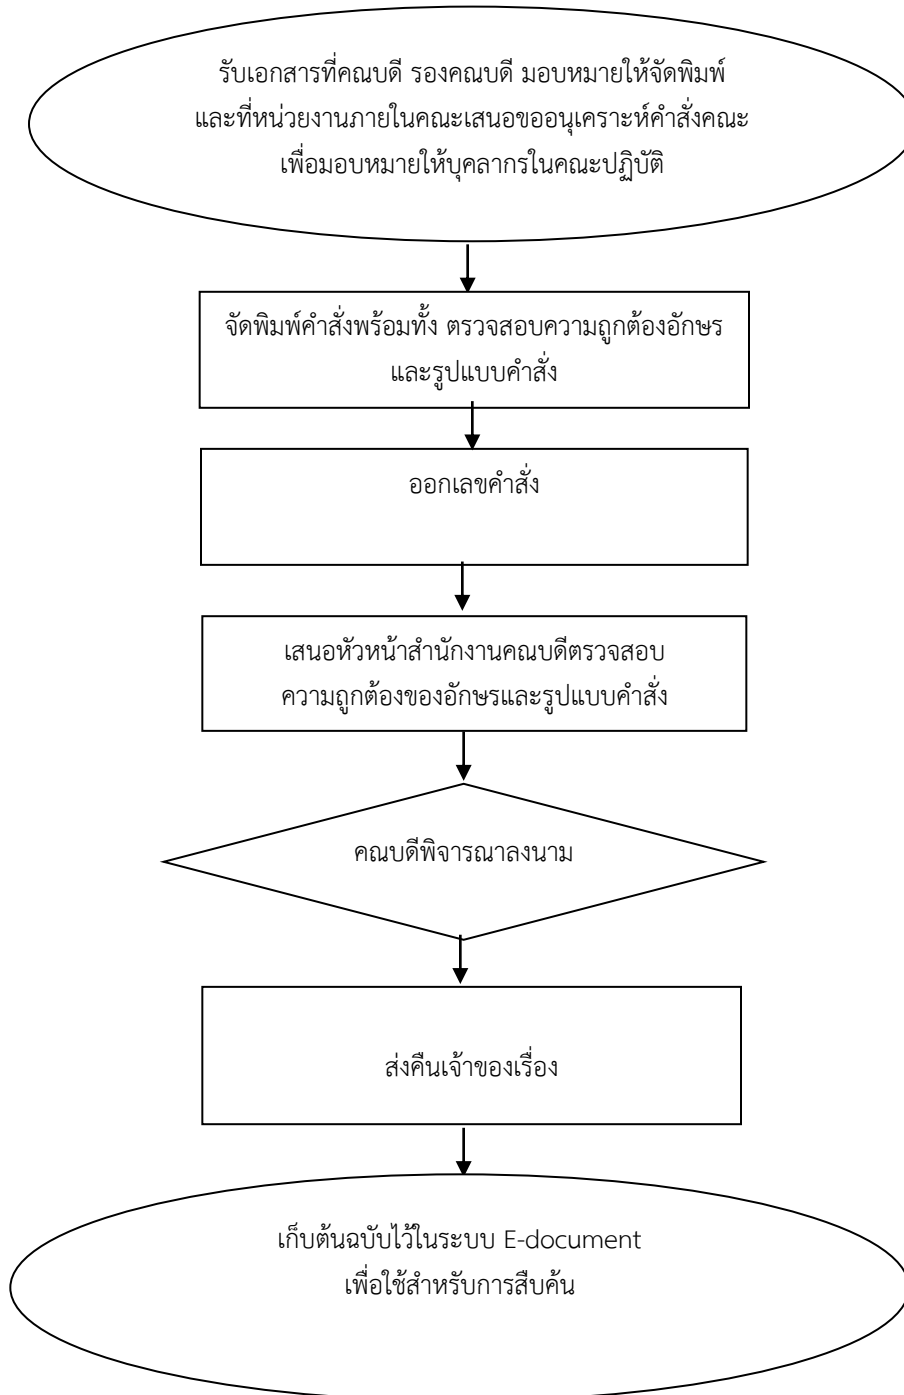 รับเอกสารที่คณบดี รองคณบดี มอบหมายให้จัดพิมพ์
และที่หน่วยงานภายในคณะเสนอขออนุเคราะห์คำสั่งคณะ
เพื่อมอบหมายให้บุคลากรในคณะปฏิบัติ
จัดพิมพ์คำสั่งพร้อมทั้ง ตรวจสอบความถูกต้องอักษร
และรูปแบบคำสั่ง
ออกเลขคำสั่ง
เสนอหัวหน้าสำนักงานคณบดีตรวจสอบ
ความถูกต้องของอักษรและรูปแบบคำสั่ง
คณบดีพิจารณาลงนาม
ส่งคืนเจ้าของเรื่อง
เก็บต้นฉบับไว้ในระบบ E-document
เพื่อใช้สำหรับการสืบค้น